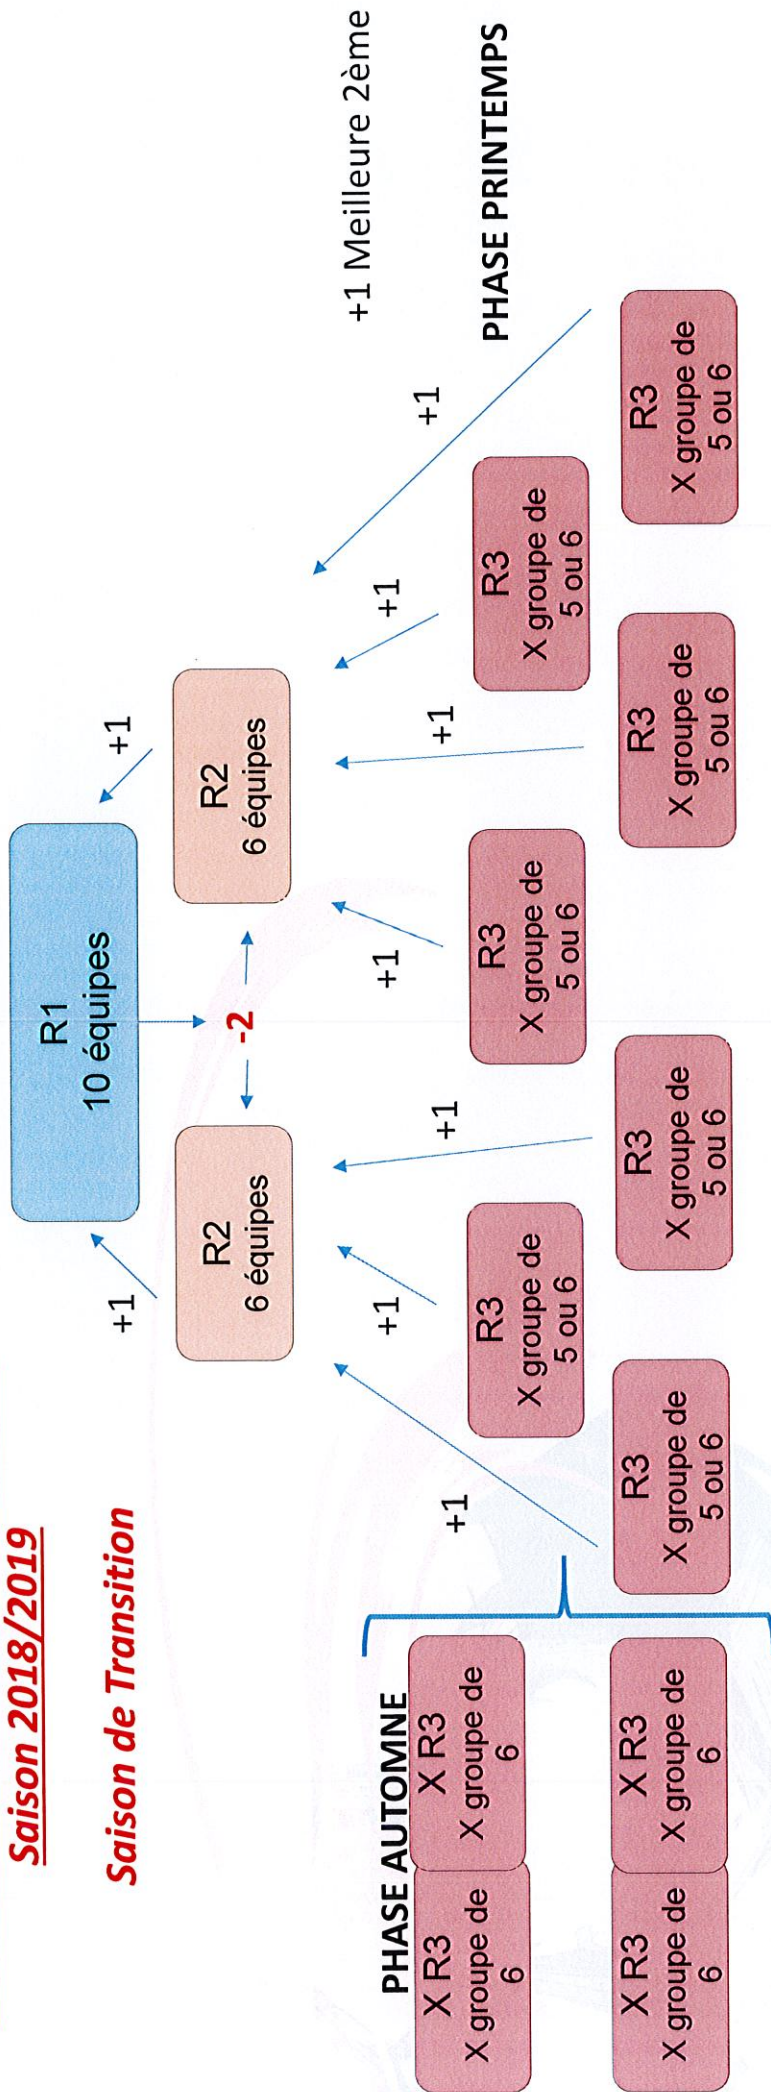 Saison 2018/2019
Saison de Transition
R1
10 équipes
+1
+1
R2
6 équipes
-2
R2
6 équipes
+1 Meilleure 2ème
PHASE AUTOMNE
PHASE PRINTEMPS
+1
+1
+1
+1
+1
+1
+1
X R3
X groupe de
6
X R3
X groupe de
6
R3
X groupe de
5 ou 6
R3
X groupe de
5 ou 6
R3
X groupe de
5 ou 6
X R3
X groupe de
6
X R3
X groupe de
6
R3
X groupe de
5 ou 6
R3
X groupe de
5 ou 6
R3
X groupe de
5 ou 6
R3
X groupe de
5 ou 6